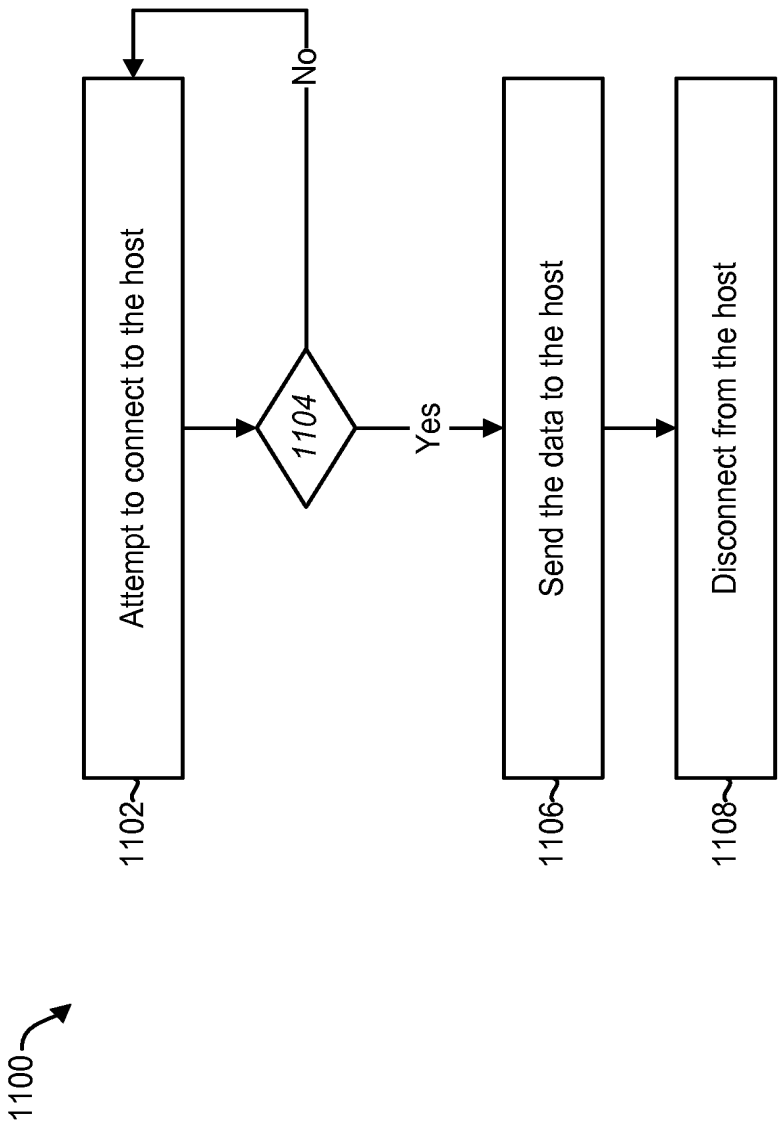 1100
1102
Attempt to connect to the host
No
1104
Yes
1106
Send the data to the host
1108
Disconnect from the host